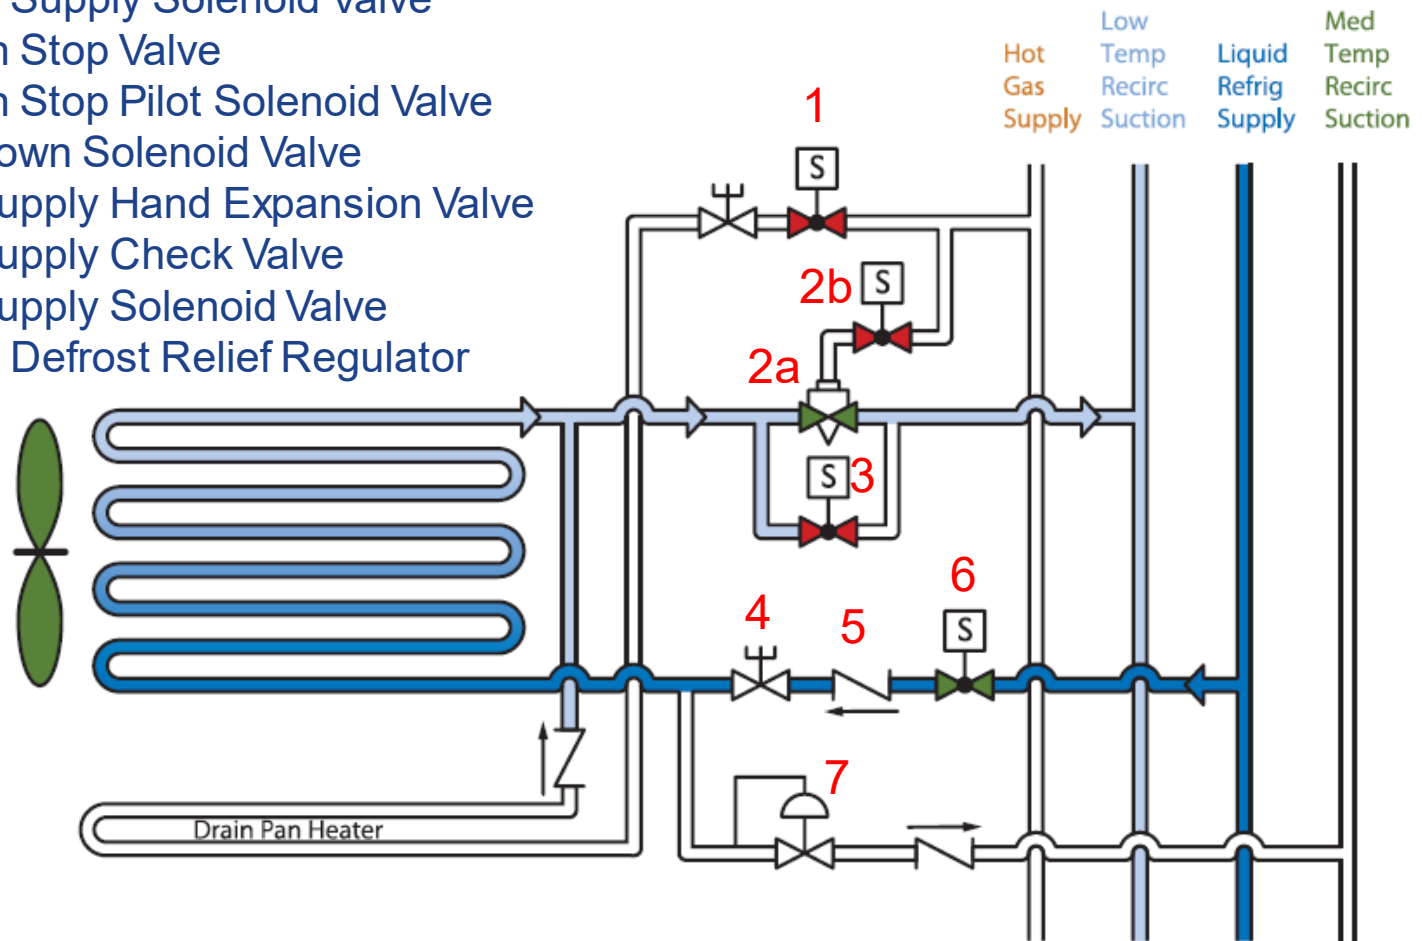 Supply Solenoid Valve
n Stop Valve
n Stop Pilot Solenoid Valve
own Solenoid Valve
upply Hand Expansion Valve
upply Check Valve
upply Solenoid Valve
Defrost Relief Regulator
Hot
Gas
Supply
Low
Temp
Recirc
Suction
Liquid
Refrig
Supply
Med
Temp
Recirc
Suction
1
S
2b
S
2a
S
3
6
4
5
S
7
Drain Pan Heater